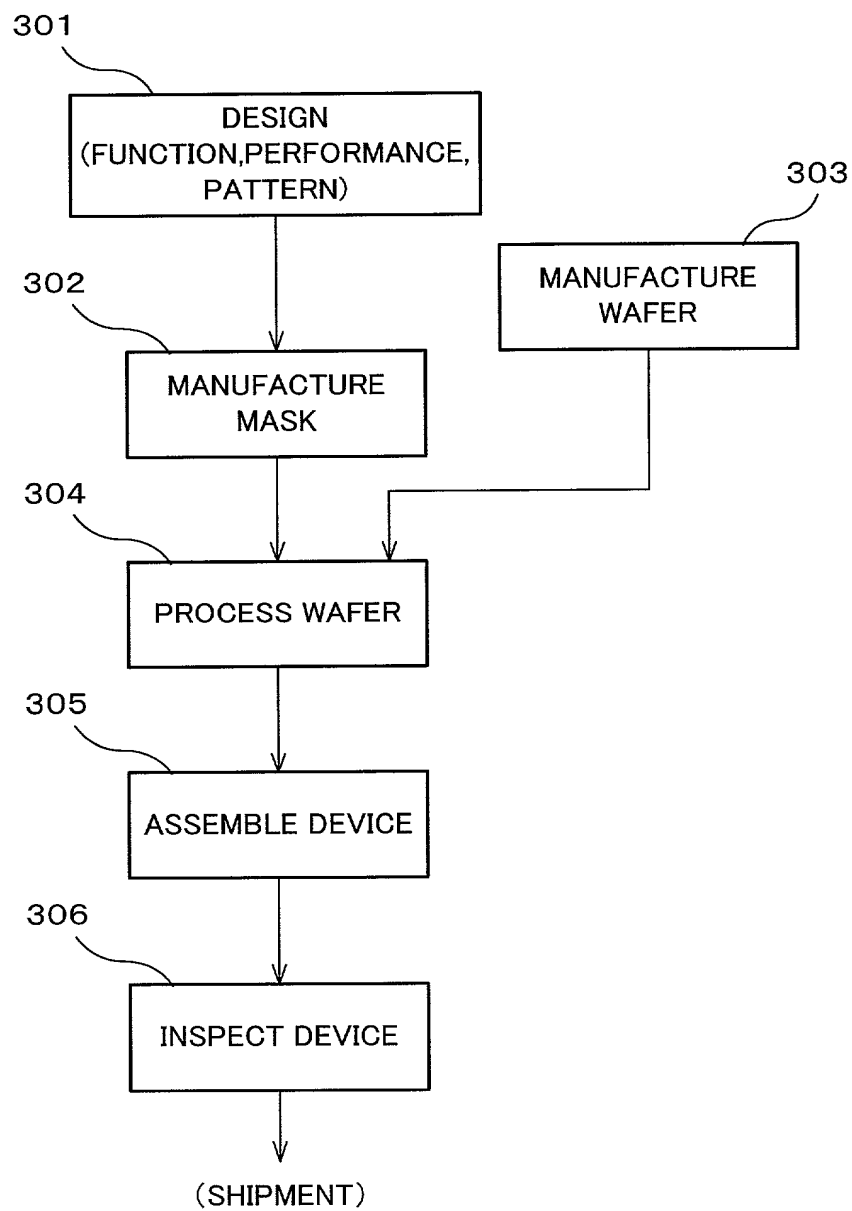 301
DESIGN
(FUNCTION,PERFORMANCE,
PATTERN)
303
MANUFACTURE
WAFER
302
MANUFACTURE
MASK
304
PROCESS WAFER
305
ASSEMBLE DEVICE
306
INSPECT DEVICE
(SHIPMENT)